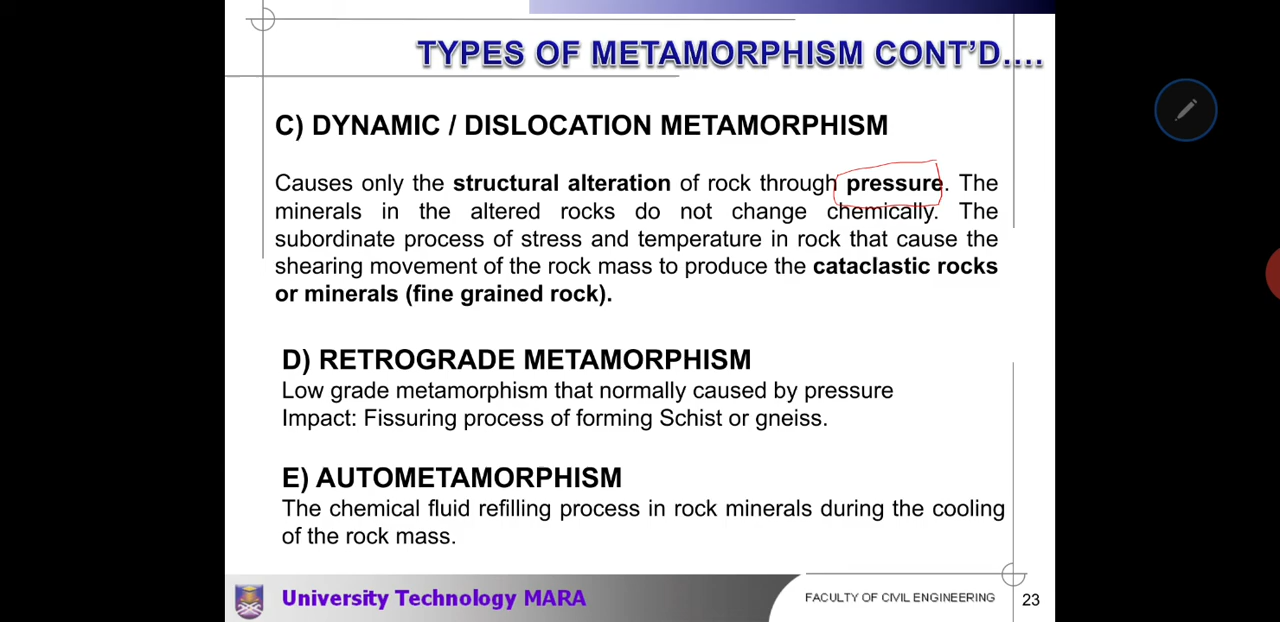 TYPES OF METAMORPHISM CONT'D....
C) DYNAMIC / DISLOCATION METAMORPHISM
Causes only the structural alteration of rock through pressure. The
minerals in the altered rocks do not change chemically. The
subordinate process of stress and temperature in rock that cause the
shearing movement of the rock mass to produce the cataclastic rocks
or minerals (fine grained rock).
D) RETROGRADE METAMORPHISM
Low grade metamorphism that normally caused by pressure
Impact: Fissuring process of forming Schist or gneiss.
E) AUTOMETAMORPHISM
The chemical fluid refilling process in rock minerals during the cooling
of the rock mass.
University Technology MARA
FACULTY OF CIVIL ENGINEERING
23